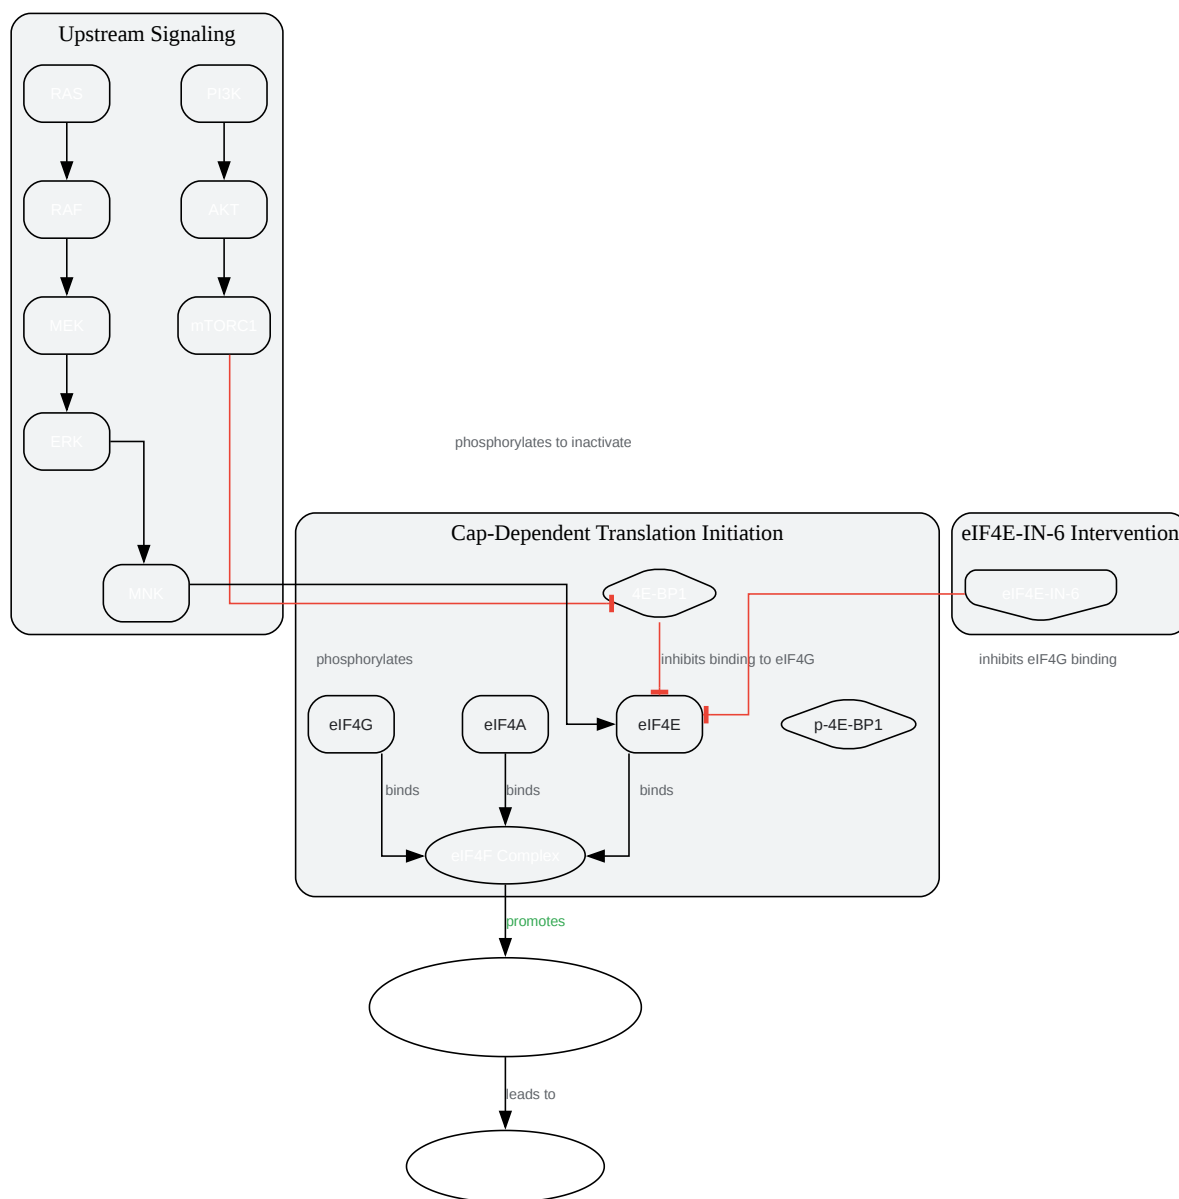 Upstream Signaling
RAS
PI3K
RAF
AKT
MEK
mTORC1
ERK
phosphorylates to inactivate
Cap-Dependent Translation Initiation
eIF4E-IN-6 Intervention
MNK
4E-BP1
eIF4E-IN-6
phosphorylates
inhibits binding to eIF4G
inhibits eIF4G binding
eIF4G
eIF4A
eIF4E
p-4E-BP1
binds
binds
binds
eIF4F Complex
promotes
leads to